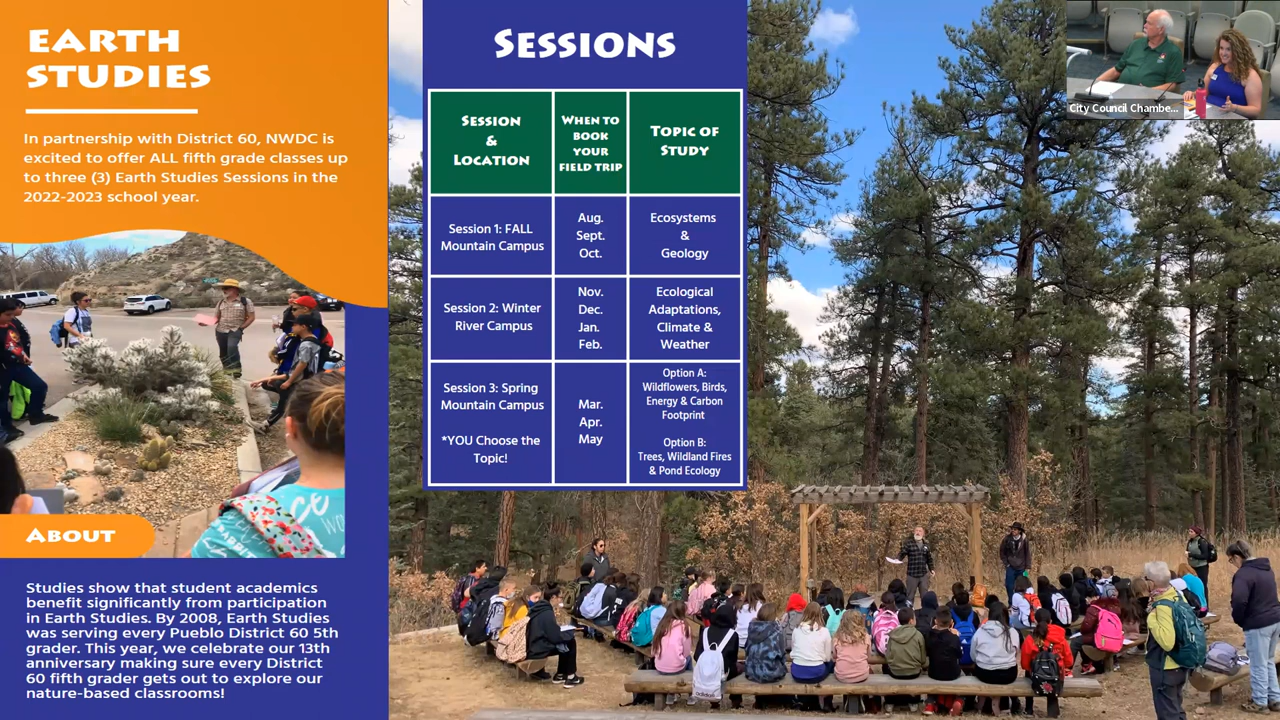 EARTH
STUDIES
In partnership with District 60, NWDC is
excited to offer ALL fifth grade classes up
to three (3) Earth Studies Sessions in the
2022-2023 school year.
ABOUT
Studies show that student academics
benefit significantly from participation
in Earth Studies. By 2008, Earth Studies
was serving every Pueblo District 60 5th
grader. This year, we celebrate our 13th
anniversary making sure every District
60 fifth grader gets out to explore our
nature-based classrooms!
SESSIONS
SESSION
&
LOCATION
WHEN TO
BOOK
YOUR
FIELD TRIP
TOPIC OF
STUDY
Session 1: FALL
Mountain Campus
Aug.
Sept.
Oct.
Ecosystems
&
Geology
Session 2: Winter
River Campus
Nov.
Dec.
Jan.
Feb.
Ecological
Adaptations,
Climate &
Weather
Session 3: Spring
Mountain Campus
*YOU Choose the
Topic!
Mar.
Apr.
May
Option A:
Wildflowers, Birds,
Energy & Carbon
Footprint
Option B:
Trees, Wildland Fires
& Pond Ecology
City Council Chambe...
adidas